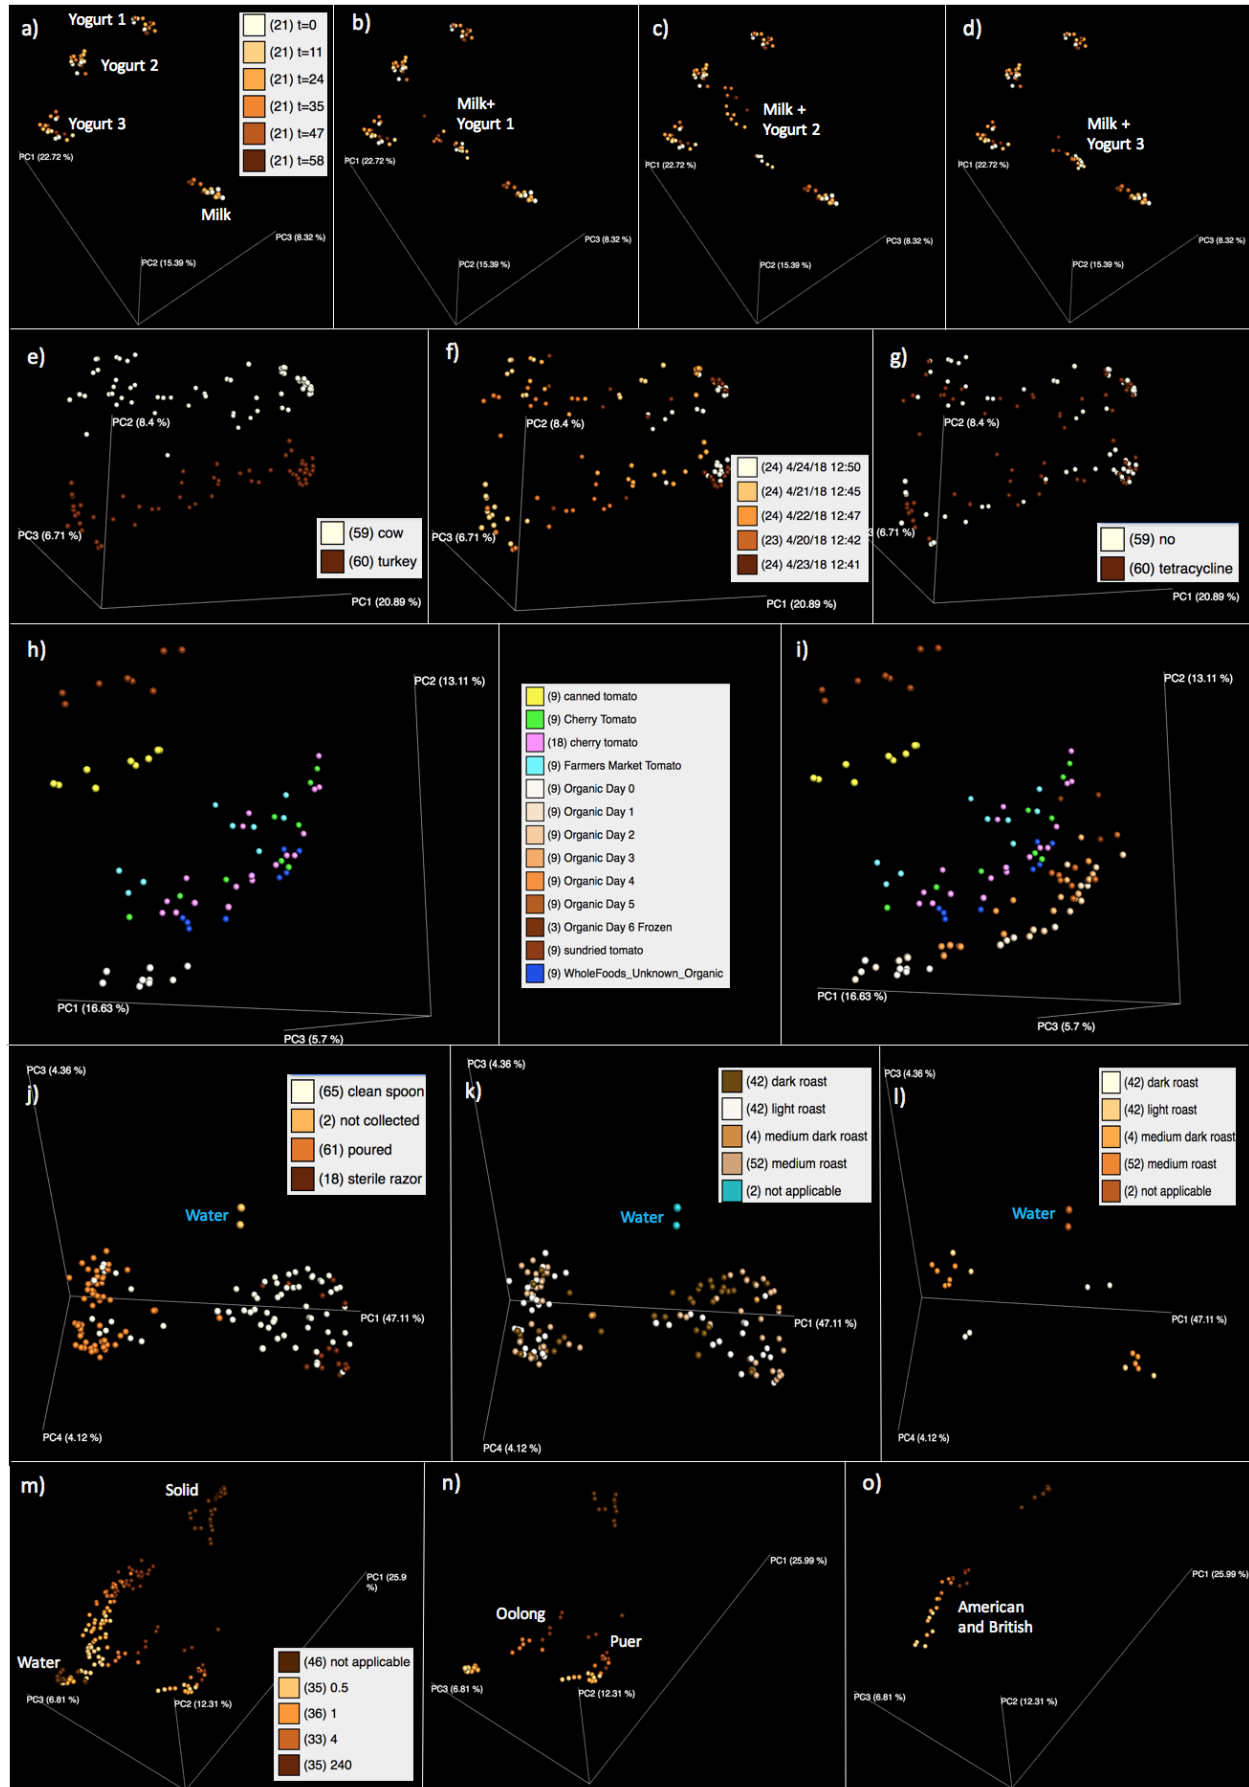 a)
Yogurt 1
Yogurt 2
Yogurt 3
Milk
(21) t=0
(21) t=11
(21) t=24
(21) t=35
(21) t=47
(21) t=58
PC1 (22.72 %)
PC3 (8.32 %)
PC2 (15.39 %)
b)
Milk+
Yogurt 1
PC1 (22.72 %)
PC3 (8.32 %)
PC2 (15.39 %)
c)
Milk +
Yogurt 2
PC1 (22.72 %)
PC3 (8.32 %)
PC2 (15.39 %)
d)
Milk +
Yogurt 3
PC1 (22.72 %)
PC3 (8.32 %)
PC2 (15.39 %)
e)
PC2 (8.4 %)
PC3 (6.71 %)
(59) cow
(60) turkey
PC1 (20.89 %)
f)
PC2 (8.4 %)
(24) 4/24/18 12:50
(24) 4/21/18 12:45
(24) 4/22/18 12:47
(23) 4/20/18 12:42
(24) 4/23/18 12:41
PC3 (6.71 %)
PC1 (20.89 %)
g)
PC2 (8.4 %)
3 (6.71 %)
(59) no
(60) tetracycline
PC1 (20.89 %)
h)
PC2 (13.11 %)
PC1 (16.63 %)
PC3 (5.7 %)
(9) canned tomato
(9) Cherry Tomato
(18) cherry tomato
(9) Farmers Market Tomato
(9) Organic Day 0
(9) Organic Day 1
(9) Organic Day 2
(9) Organic Day 3
(9) Organic Day 4
(9) Organic Day 5
(3) Organic Day 6 Frozen
(9) sundried tomato
(9) WholeFoods_Unknown_Organic
i)
PC2 (13.11 %)
PC1 (16.63 %)
PC3 (5.7 %)
j)
PC3 (4.36 %)
(65) clean spoon
(2) not collected
(61) poured
(18) sterile razor
Water
PC1 (47.11 %)
PC4 (4.12 %)
k)
PC3 (4.36 %)
(42) dark roast
(42) light roast
(4) medium dark roast
(52) medium roast
(2) not applicable
Water
PC1 (47.11 %)
PC4 (4.12 %)
l)
PC3 (4.36 %)
(42) dark roast
(42) light roast
(4) medium dark roast
(52) medium roast
(2) not applicable
Water
PC1 (47.11 %)
PC4 (4.12 %)
m)
Solid
PC1 (25.9
%)
Water
PC3 (6.81 %)
PC2 (12.31 %)
(46) not applicable
(35) 0.5
(36) 1
(33) 4
(35) 240
n)
PC1 (25.99 %)
Oolong
Puer
PC3 (6.81 %)
PC2 (12.31 %)
o)
PC1 (25.99 %)
American
and British
PC3 (6.81 %)
PC2 (12.31 %)